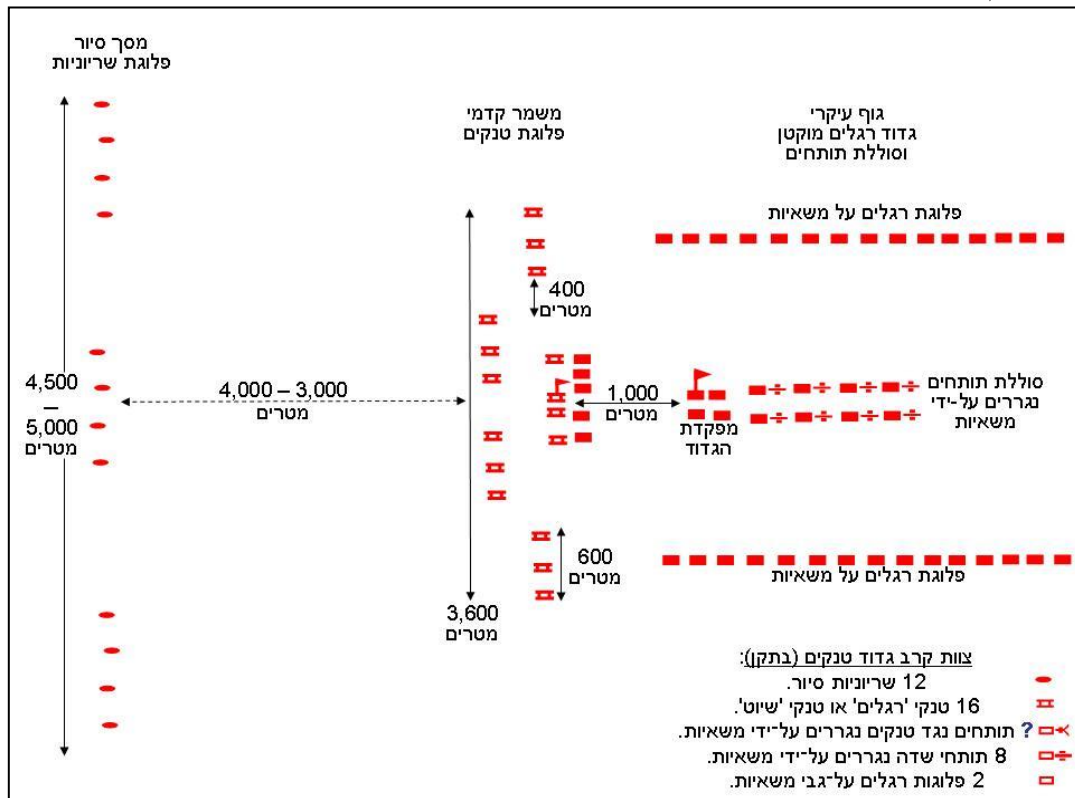 מסך סיור
פלוגת שריוניות
משמר קדמי
פלוגת טנקים
גוף עיקרי
גדוד רגלים מוקטן
וסוללת תותחים
פלוגת רגלים על משאיות
400
מטרים
4,500
–
5,000
מטרים
4,000 – 3,000
מטרים
1,000
מטרים
מפקדת
הגדוד
סוללת תותחים
נגררים על-ידי
משאיות
600
מטרים
3,600
מטרים
פלוגת רגלים על משאיות
צוות קרב גדוד טנקים (בתקן):
12 שריוניות סיור.
16 טנקי 'רגלים' או טנקי 'שיוט'.
? תותחים נגד טנקים נגררים על-ידי משאיות.
8 תותחי שדה נגררים על-ידי משאיות.
2 פלוגות רגלים על-גבי משאיות.